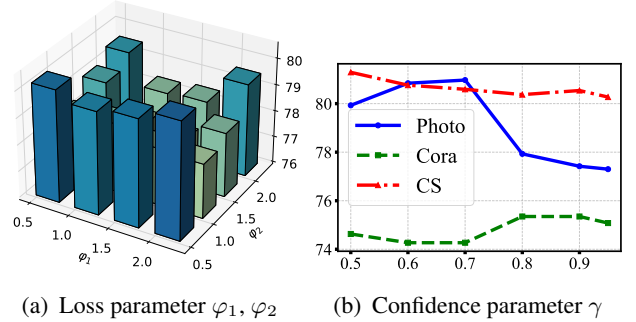 80
79
78
77
76
0.5
1.0
1.5
2.0
φ₁
0.5
1.0
1.5
2.0
φ₂
80
78
76
74
Photo
Cora
CS
0.5 0.6 0.7 0.8 0.9
(a) Loss parameter φ₁, φ₂
(b) Confidence parameter γ